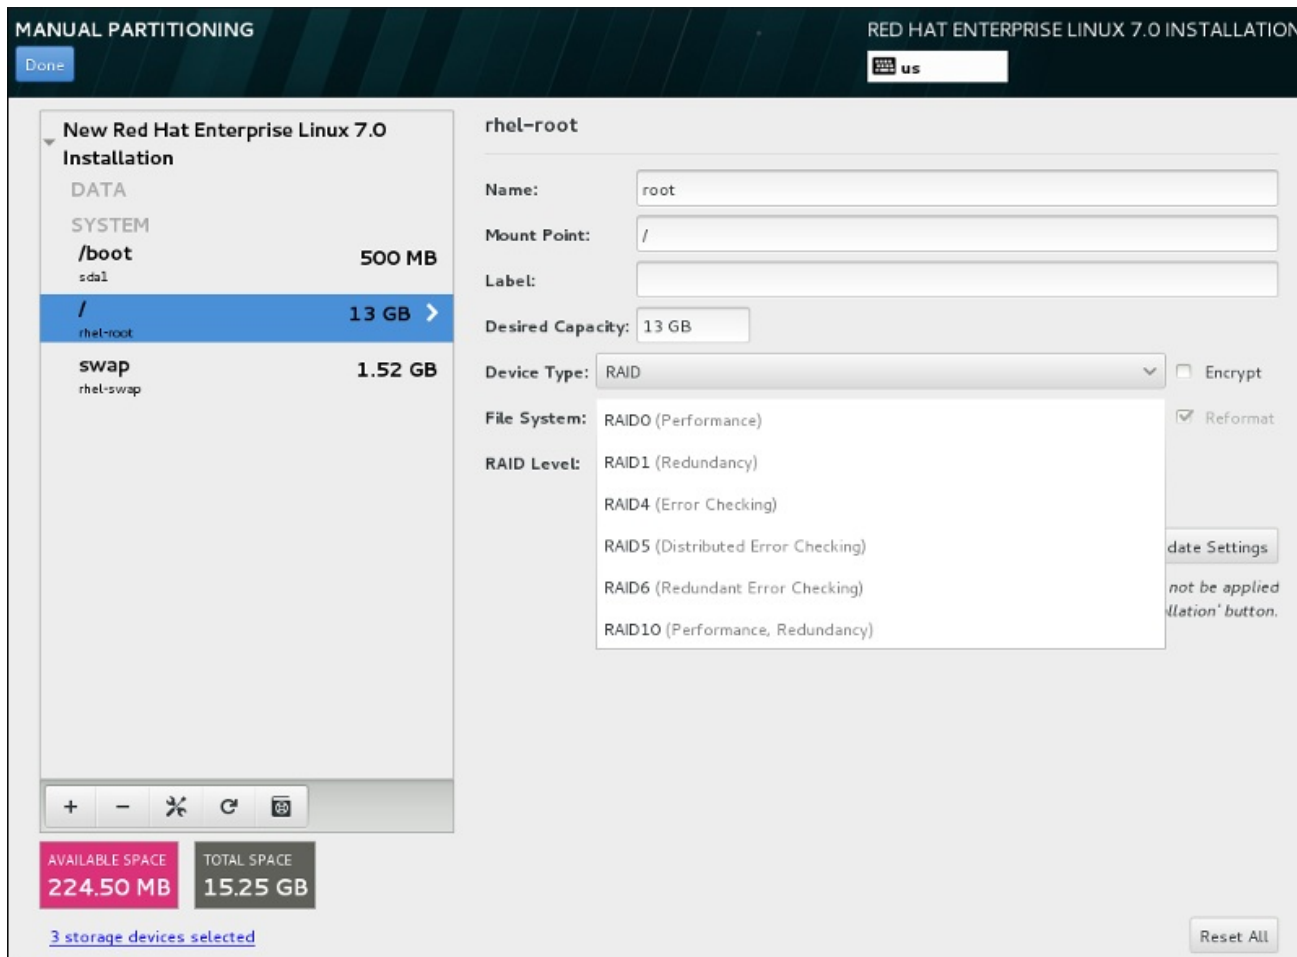 MANUAL PARTITIONING
RED HAT ENTERPRISE LINUX 7.0 INSTALLATION
Done
us
New Red Hat Enterprise Linux 7.0
Installation
DATA
SYSTEM
/boot
500 MB
sda1
/
13 GB
rhel-root
swap
1.52 GB
rhel-swap
AVAILABLE SPACE
224.50 MB
TOTAL SPACE
15.25 GB
3 storage devices selected
rhel-root
Name: root
Mount Point: /
Label:
Desired Capacity: 13 GB
Device Type: RAID
Encrypt
File System:
Reformat
RAID Level:
RAID0 (Performance)
RAID1 (Redundancy)
RAID4 (Error Checking)
RAID5 (Distributed Error Checking)
RAID6 (Redundant Error Checking)
RAID10 (Performance, Redundancy)
date Settings
not be applied
llation' button.
Reset All